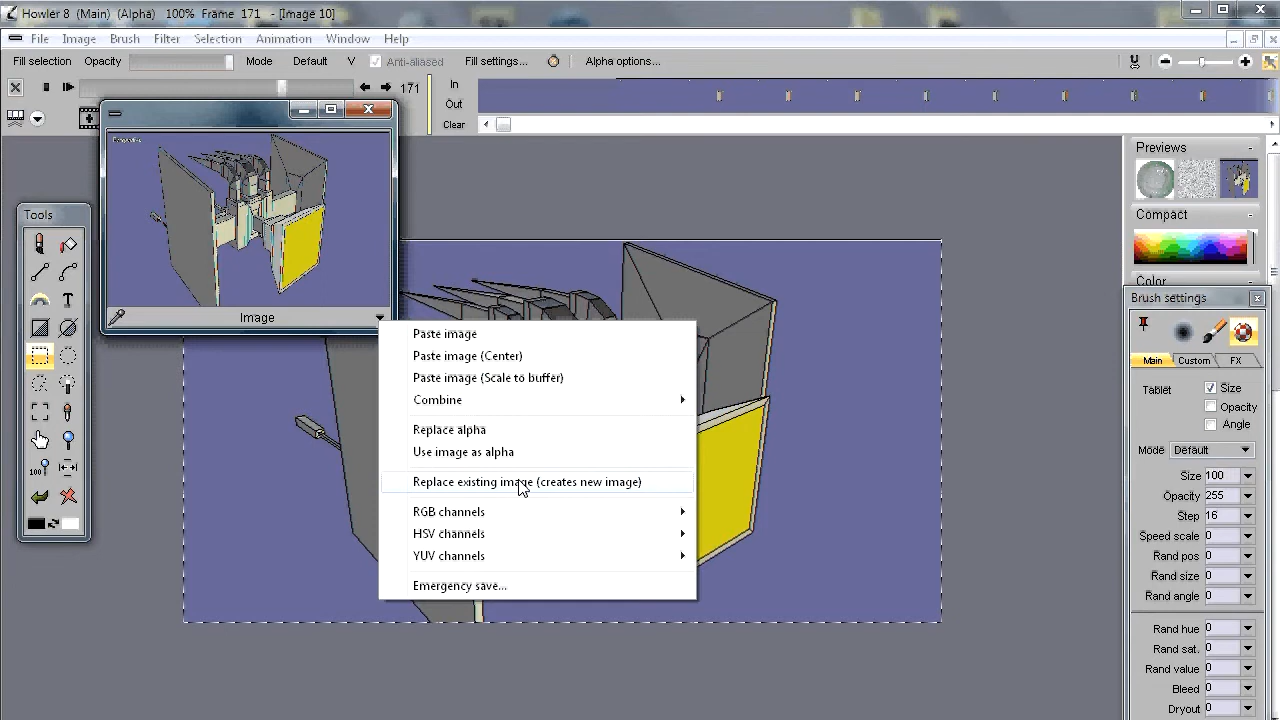 Howler 8 (Main) (Alpha) 100% Frame 171 - [Image 10]
File Image Brush Filter Selection Animation Window Help
Fill selection Opacity Mode Default V Anti-aliased Fill settings... Alpha options...
171
In
Out
Clear
Perspective
Image
Tools
T
100%
Paste image
Paste image (Center)
Paste image (Scale to buffer)
Combine
Replace alpha
Use image as alpha
Replace existing image (creates new image)
RGB channels
HSV channels
YUV channels
Emergency save...
Previews -
Compact -
Color
Brush settings
Main Custom FX
Tablet Size
Opacity
Angle
Mode Default
Size 100
Opacity 255
Step 16
Speed scale 0
Rand pos 0
Rand size 0
Rand angle 0
Rand hue 0
Rand sat. 0
Rand value 0
Bleed 0
Dryout 0